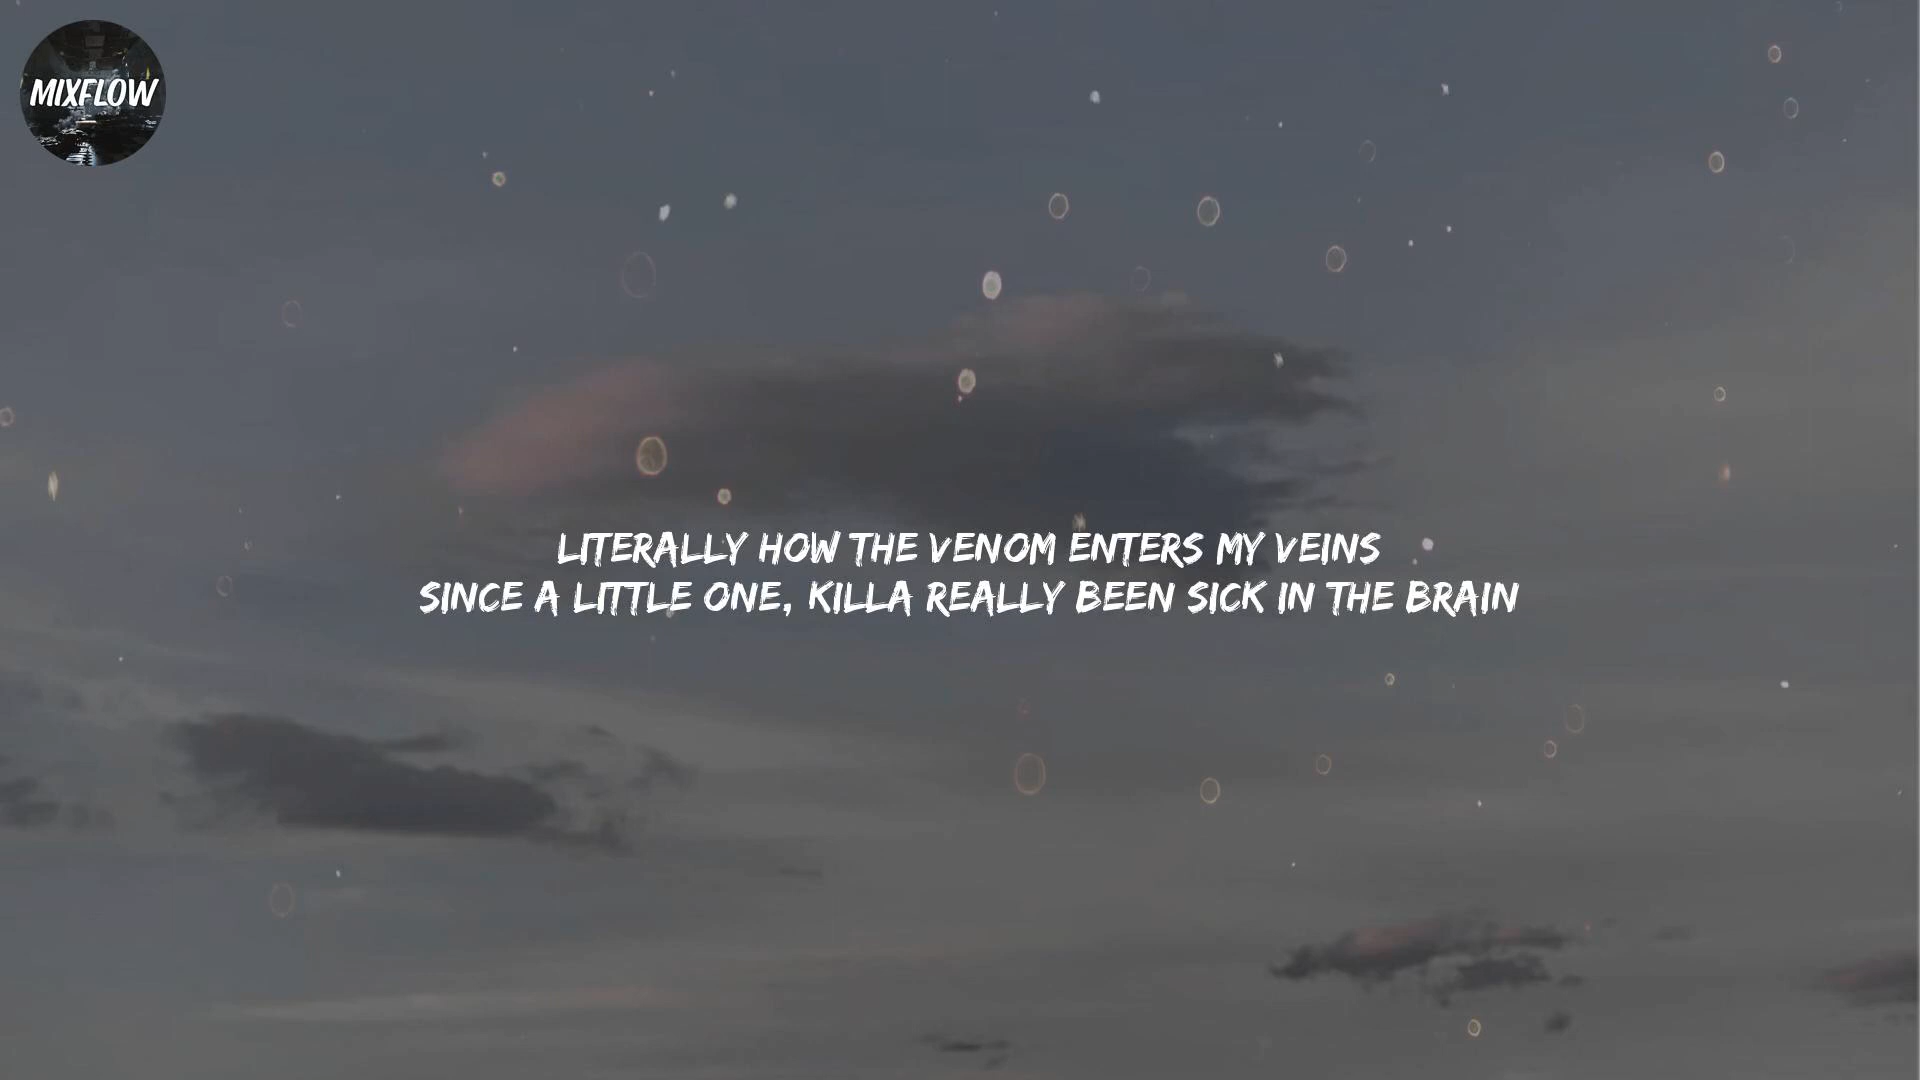 MIXFLOW
LITERALLY HOW THE VENOM ENTERS MY VEINS
SINCE A LITTLE ONE, KILLA REALLY BEEN SICK IN THE BRAIN